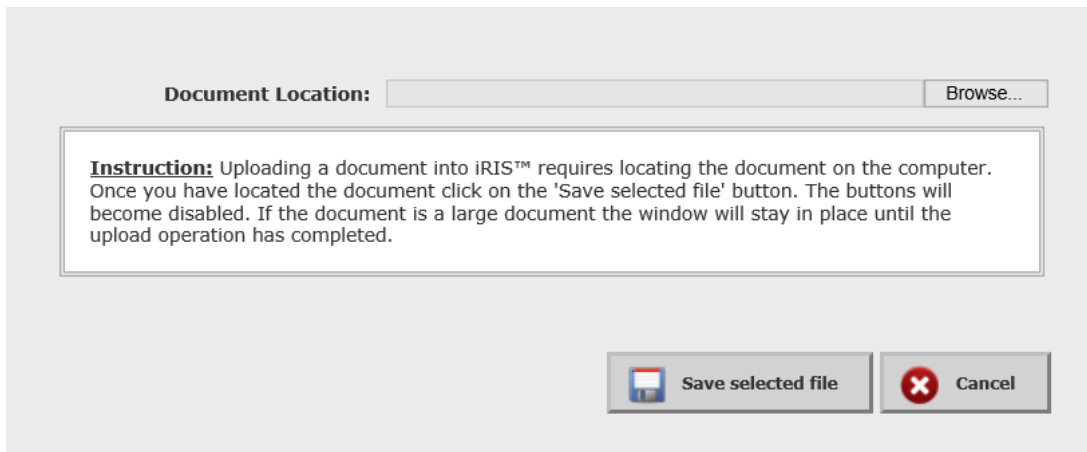 Document Location:
Browse...
Instruction: Uploading a document into iRIS™ requires locating the document on the computer.
Once you have located the document click on the 'Save selected file' button. The buttons will
become disabled. If the document is a large document the window will stay in place until the
upload operation has completed.
Save selected file
Cancel